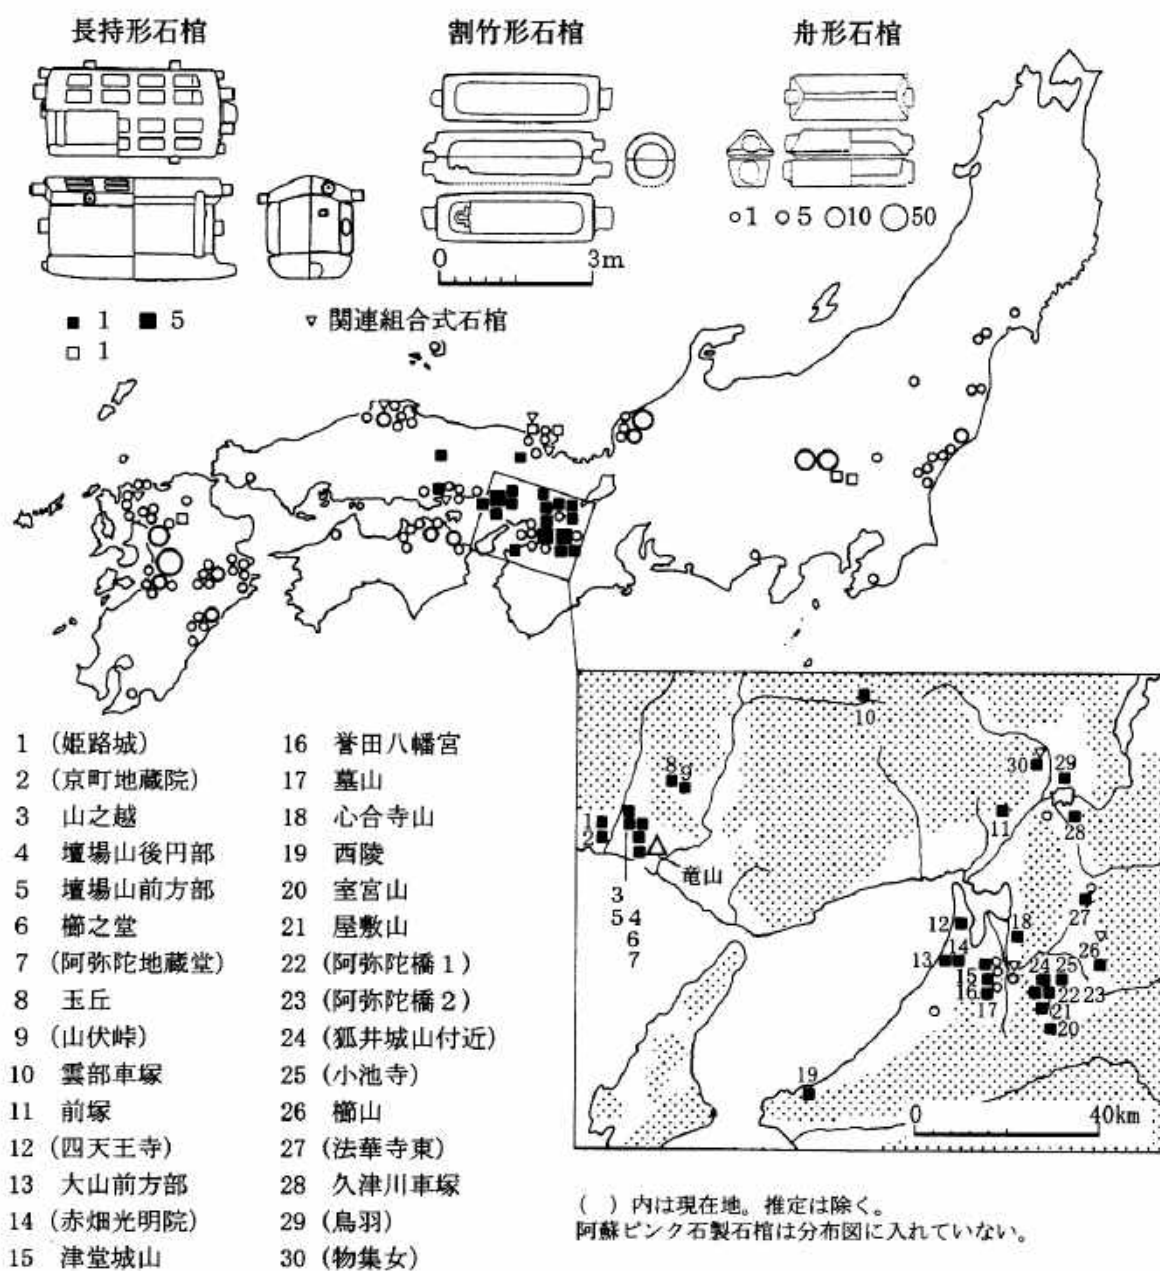 長持形石棺
割竹形石棺
舟形石棺
○1 ○5 ○10 ○50
0 3m
■ 1 ■ 5
▽ 関連組合式石棺
□ 1
1 (姫路城)
2 (京町地蔵院)
3 山之越
4 壇場山後円部
5 壇場山前方部
6 櫛之堂
7 (阿弥陀地蔵堂)
8 玉丘
9 (山伏峠)
10 雲部車塚
11 前塚
12 (四天王寺)
13 大山前方部
14 (赤畑光明院)
15 津堂城山
16 誉田八幡宮
17 墓山
18 心合寺山
19 西陵
20 室宮山
21 屋敷山
22 (阿弥陀橋1)
23 (阿弥陀橋2)
24 (狐井城山付近)
25 (小池寺)
26 櫛山
27 (法華寺東)
28 久津川車塚
29 (鳥羽)
30 (物集女)
10
30
29
8
9
1
2
11
28
竜山
3
5 4
6
7
27
12
18
13
14
26
15
24
25
16
17
22 23
21
20
19
0 40km
( )内は現在地。推定は除く。
阿蘇ピンク石製石棺は分布図に入れていない。